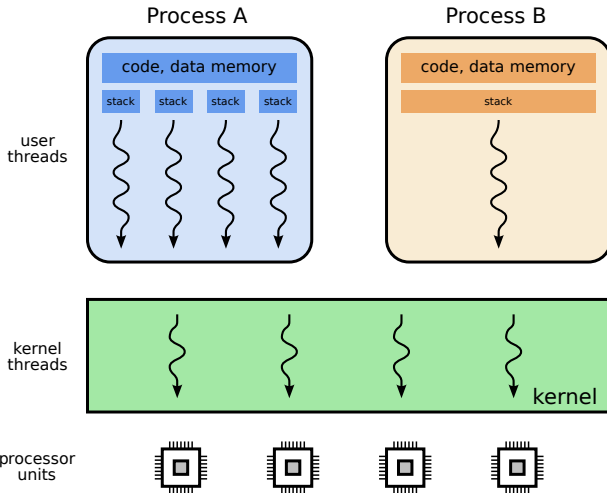 Process A
Process B
code, data memory
code, data memory
stack
stack
stack
stack
stack
user
threads
kernel
threads
kernel
processor
units